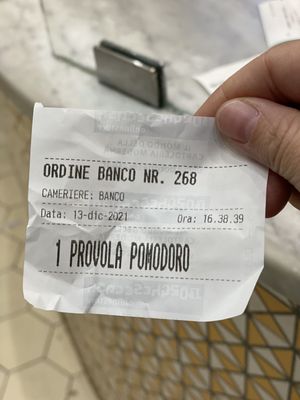 ORDINE BANCO NR. 268
CAMERIERE: BANCO
Data: 13-dic-2021 Ora: 16.38.39
1 PROVOLA POMODORO